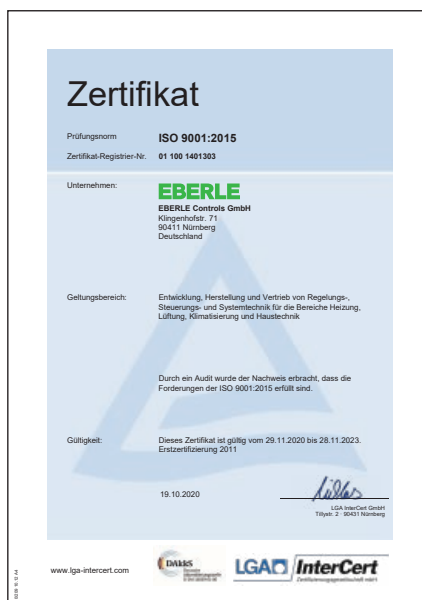 Zertifikat
Prüfungsnorm ISO 9001:2015
Zertifikat-Registrier-Nr. 01 100 1401303
Unternehmen:
EBERLE
EBERLE Controls GmbH
Klingenhofstr. 71
90411 Nürnberg
Deutschland
Geltungsbereich: Entwicklung, Herstellung und Vertrieb von Regelungs-,
Steuerungs- und Systemtechnik für die Bereiche Heizung,
Lüftung, Klimatisierung und Haustechnik
Durch ein Audit wurde der Nachweis erbracht, dass die
Forderungen der ISO 9001:2015 erfüllt sind.
Gültigkeit: Dieses Zertifikat ist gültig vom 29.11.2020 bis 28.11.2023.
Erstzertifizierung 2011
19.10.2020
LGA InterCert GmbH
Tillystr. 2 · 90431 Nürnberg
www.lga-intercert.com
DAkkS
Deutsche
Akkreditierungsstelle
LGA InterCert
Zertifizierungsgesellschaft mbH